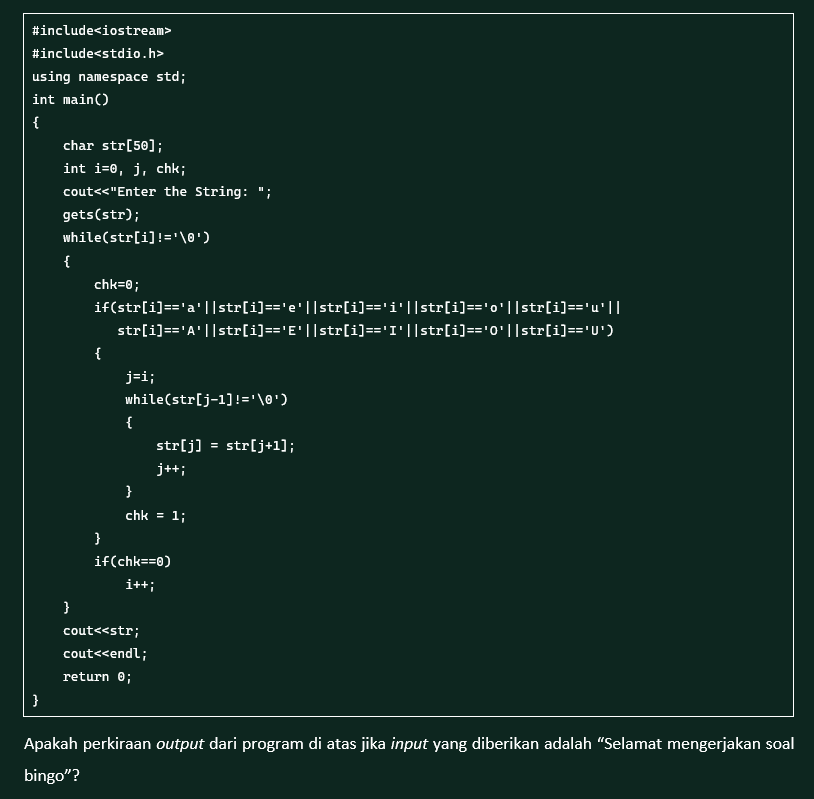 #include<iostream>
#include<stdio.h>
using namespace std;
int main()
{
    char str[50];
    int i=0, j, chk;
    cout<<"Enter the String: ";
    gets(str);
    while(str[i]!='\0')
    {
        chk=0;
        if(str[i]=='a'||str[i]=='e'||str[i]=='i'||str[i]=='o'||str[i]=='u'||
           str[i]=='A'||str[i]=='E'||str[i]=='I'||str[i]=='O'||str[i]=='U')
        {
            j=i;
            while(str[j-1]!='\0')
            {
                str[j] = str[j+1];
                j++;
            }
            chk = 1;
        }
        if(chk==0)
            i++;
    }
    cout<<str;
    cout<<endl;
    return 0;
}
Apakah perkiraan output dari program di atas jika input yang diberikan adalah “Selamat mengerjakan soal
bingo”?